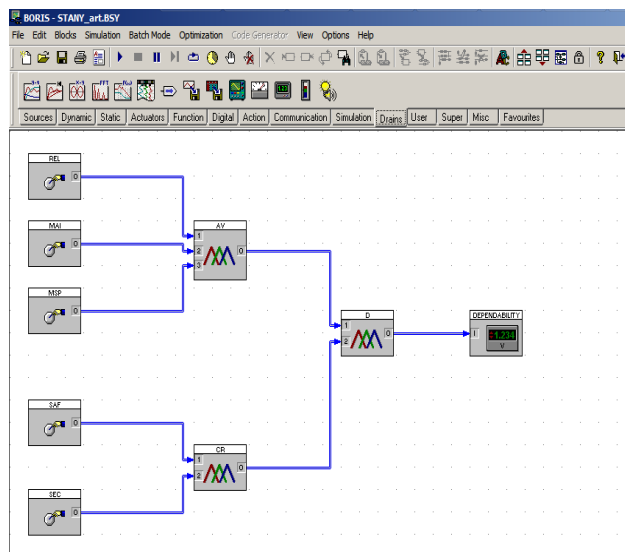 BORIS - STANY_art.BSY
File Edit Blocks Simulation Batch Mode Optimization Code Generator View Options Help
Sources Dynamic Static Actuators Function Digital Action Communication Simulation Drains User Super Misc Favourites
REL
0
MAI
0
AV
1
2
3
0
MSP
0
D
1
2
0
DEPENDABILITY
I
1.234
V
SAF
0
CR
1
2
0
SEC
0